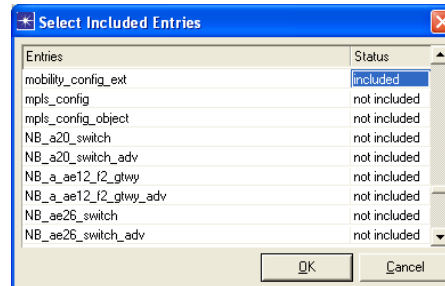 Select Included Entries
Entries Status
mobility_config_ext included
mpls_config not included
mpls_config_object not included
NB_a20_switch not included
NB_a20_switch_adv not included
NB_a_ae12_f2_gtwy not included
NB_a_ae12_f2_gtwy_adv not included
NB_ae26_switch not included
NB_ae26_switch_adv not included
OK Cancel